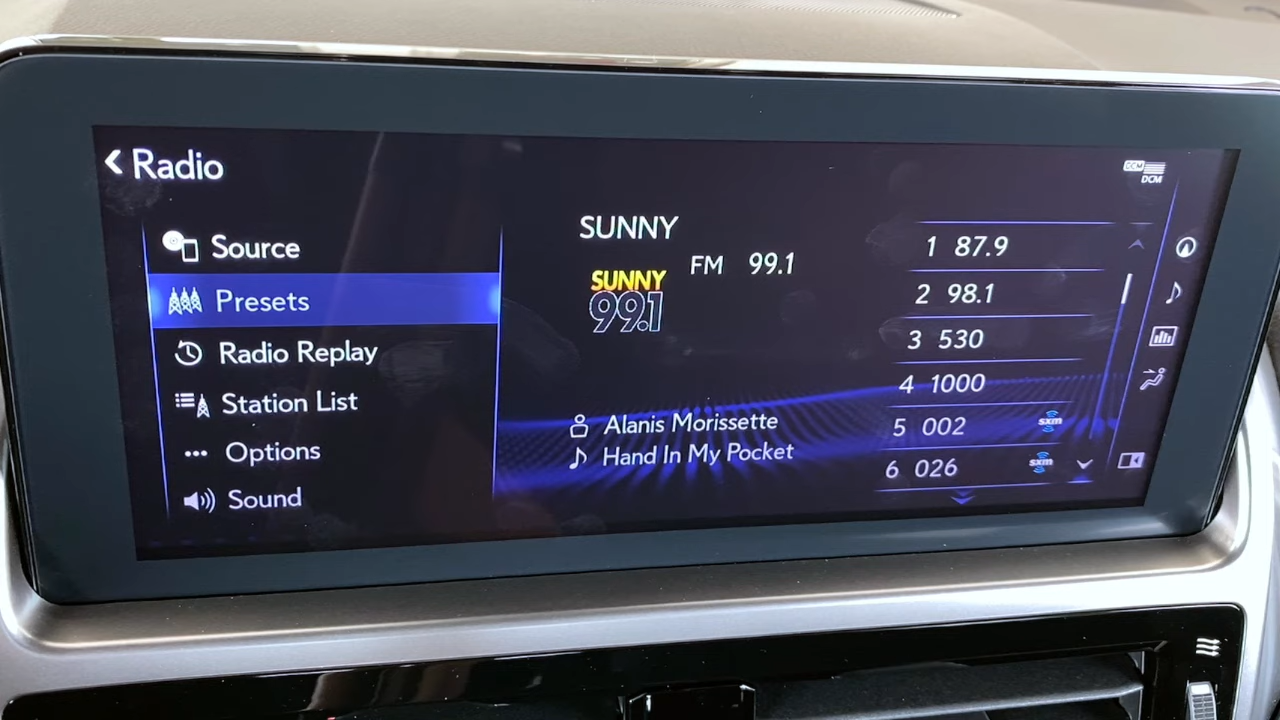 Radio
DCM
DCM
Source
Presets
Radio Replay
Station List
Options
Sound
SUNNY
FM 99.1
SUNNY
99.1
Alanis Morissette
Hand In My Pocket
1 87.9
2 98.1
3 530
4 1000
5 002 sxm
6 026 sxm